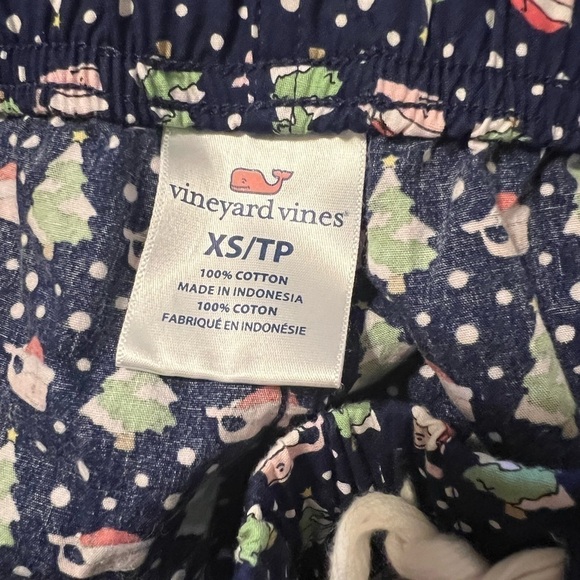 vineyard vines®
XS/TP
100% COTTON
MADE IN INDONESIA
100% COTON
FABRIQUÉ EN INDONÉSIE